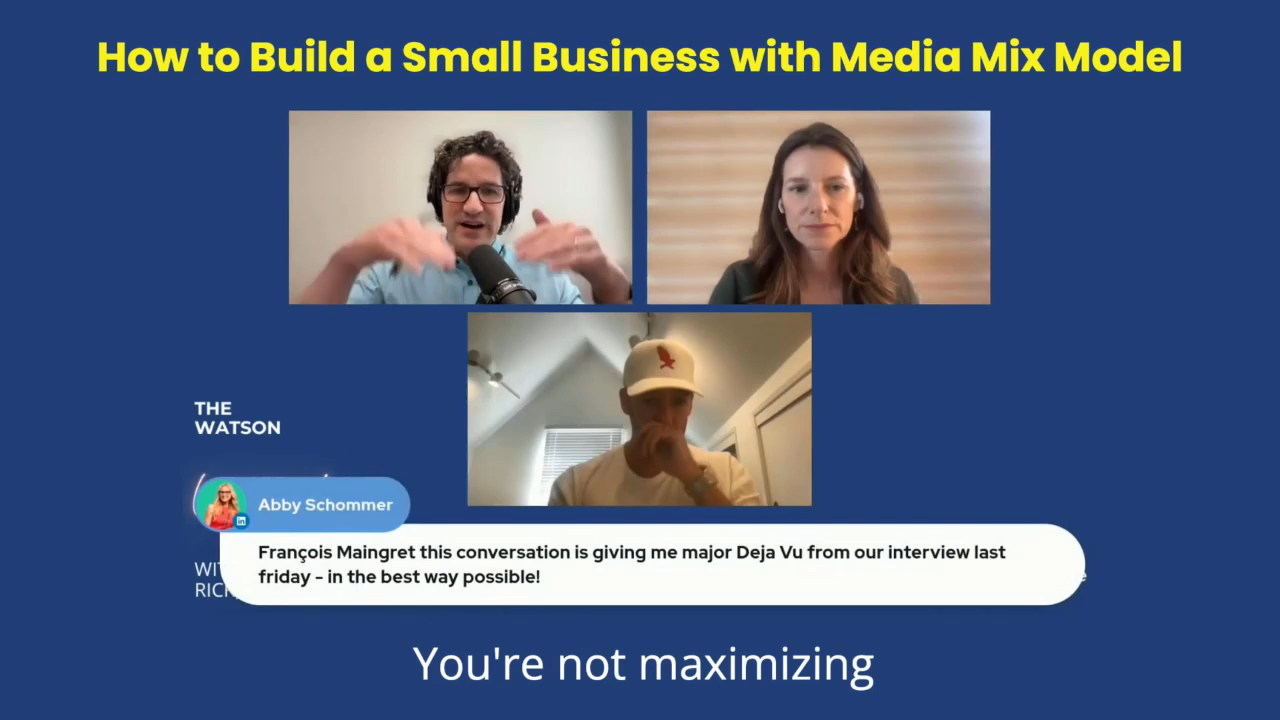 How to Build a Small Business with Media Mix Model
THE
WATSON
Abby Schommer
in
François Maingret this conversation is giving me major Deja Vu from our interview last
friday - in the best way possible!
You're not maximizing